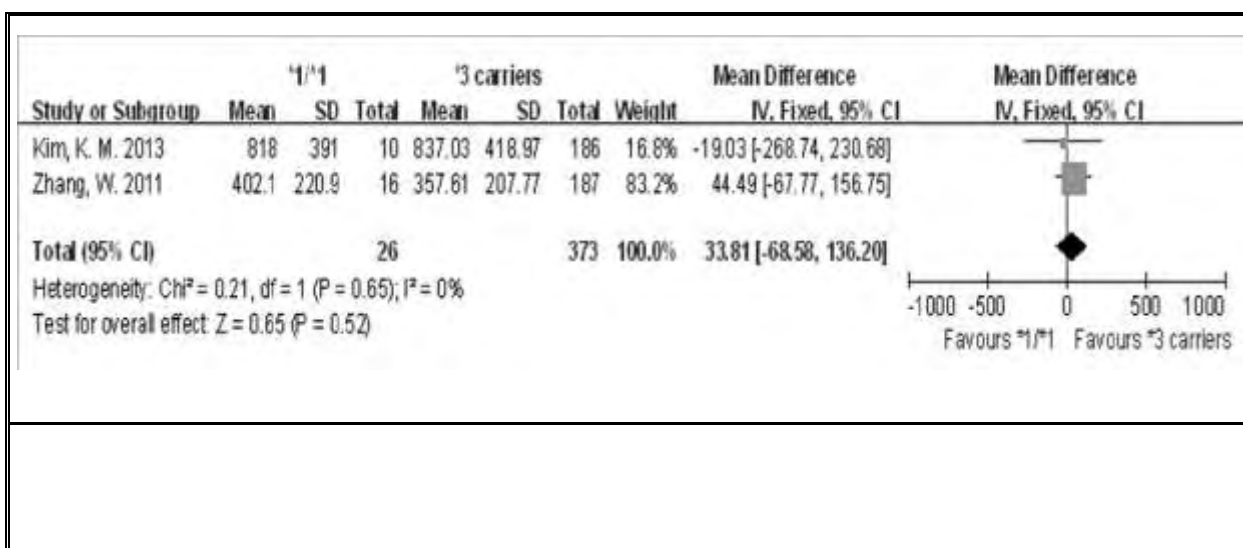 *1/*1 *3 carriers Mean Difference Mean Difference
Study or Subgroup Mean SD Total Mean SD Total Weight IV, Fixed, 95% CI IV, Fixed, 95% CI
Kim, K. M. 2013 818 391 10 837.03 418.97 186 16.8% -19.03 [-268.74, 230.68]
Zhang, W. 2011 402.1 220.9 16 357.61 207.77 187 83.2% 44.49 [-67.77, 156.75]
Total (95% CI) 26 373 100.0% 33.81 [-68.58, 136.20]
Heterogeneity: Chi² = 0.21, df = 1 (P = 0.65); I² = 0%
Test for overall effect: Z = 0.65 (P = 0.52)
-1000 -500 0 500 1000
Favours *1/*1 Favours *3 carriers